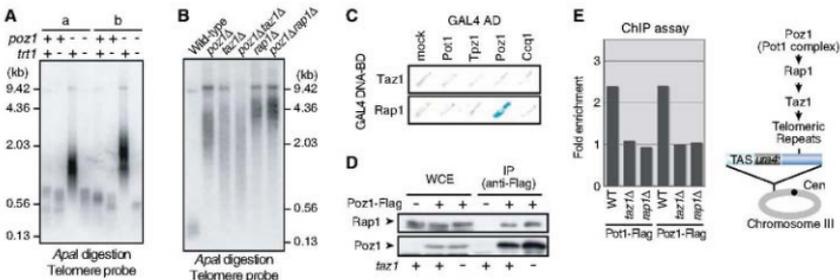 A
a b
poz1 + + - - + + - -
trt1 + - + - + - + -
(kb)
9.42
4.36
2.03
0.56
0.13
ApaI digestion
Telomere probe
B
Wild-type
poz1Δ
taz1Δ
poz1Δtaz1Δ
rap1Δ
poz1Δrap1Δ
(kb)
9.42
4.36
2.03
0.56
0.13
ApaI digestion
Telomere probe
C
GAL4 AD
mock
Pot1
Tpz1
Poz1
Ccq1
GAL4 DNA-BD
Taz1
Rap1
D
WCE
IP
(anti-Flag)
Poz1-Flag - + + - + +
Rap1
Poz1
taz1 + + - + + -
E
ChIP assay
Fold enrichment
3
2
1
0
WT
taz1Δ
rap1Δ
WT
taz1Δ
rap1Δ
Pot1-Flag
Poz1-Flag
Poz1
(Pot1 complex)
Rap1
Taz1
Telomeric
Repeats
TAS ura4
Cen
Chromosome III